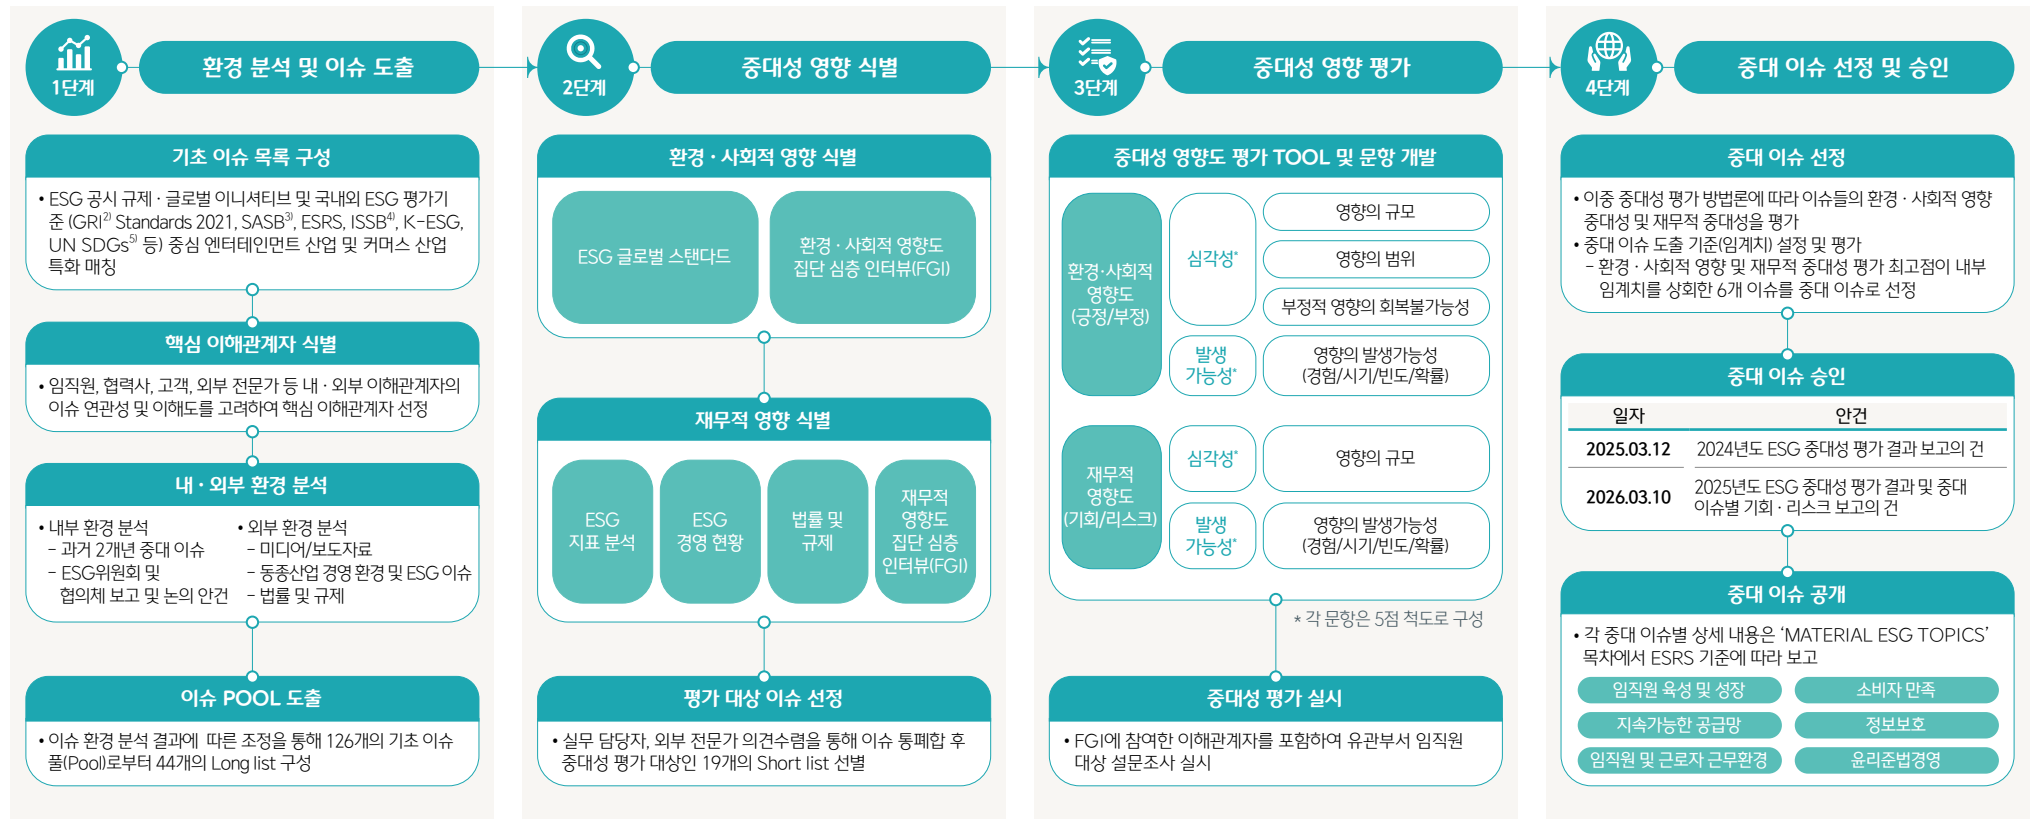 1단계
환경 분석 및 이슈 도출
기초 이슈 목록 구성
• ESG 공시 규제 · 글로벌 이니셔티브 및 국내외 ESG 평가기
준 (GRI2) Standards 2021, SASB3), ESRS, ISSB4), K-ESG,
UN SDGs5) 등) 중심 엔터테인먼트 산업 및 커머스 산업
특화 매칭
핵심 이해관계자 식별
• 임직원, 협력사, 고객, 외부 전문가 등 내 · 외부 이해관계자의
이슈 연관성 및 이해도를 고려하여 핵심 이해관계자 선정
내 · 외부 환경 분석
• 내부 환경 분석
- 과거 2개년 중대 이슈
- ESG위원회 및
협의체 보고 및 논의 안건
• 외부 환경 분석
- 미디어/보도자료
- 동종산업 경영 환경 및 ESG 이슈
- 법률 및 규제
이슈 POOL 도출
• 이슈 환경 분석 결과에 따른 조정을 통해 126개의 기초 이슈
풀(Pool)로부터 44개의 Long list 구성
2단계
중대성 영향 식별
환경 · 사회적 영향 식별
ESG 글로벌 스탠다드
환경 · 사회적 영향도
집단 심층 인터뷰(FGI)
재무적 영향 식별
ESG
지표 분석
ESG
경영 현황
법률 및
규제
재무적
영향도
집단 심층
인터뷰(FGI)
평가 대상 이슈 선정
• 실무 담당자, 외부 전문가 의견수렴을 통해 이슈 통폐합 후
중대성 평가 대상인 19개의 Short list 선별
3단계
중대성 영향 평가
중대성 영향도 평가 TOOL 및 문항 개발
환경·사회적
영향도
(긍정/부정)
심각성*
영향의 규모
영향의 범위
부정적 영향의 회복불가능성
발생
가능성*
영향의 발생가능성
(경험/시기/빈도/확률)
재무적
영향도
(기회/리스크)
심각성*
영향의 규모
발생
가능성*
영향의 발생가능성
(경험/시기/빈도/확률)
* 각 문항은 5점 척도로 구성
중대성 평가 실시
• FGI에 참여한 이해관계자를 포함하여 유관부서 임직원
대상 설문조사 실시
4단계
중대 이슈 선정 및 승인
중대 이슈 선정
• 이중 중대성 평가 방법론에 따라 이슈들의 환경 · 사회적 영향
중대성 및 재무적 중대성을 평가
• 중대 이슈 도출 기준(임계치) 설정 및 평가
- 환경 · 사회적 영향 및 재무적 중대성 평가 최고점이 내부
임계치를 상회한 6개 이슈를 중대 이슈로 선정
중대 이슈 승인
일자 안건
2025.03.12 2024년도 ESG 중대성 평가 결과 보고의 건
2026.03.10 2025년도 ESG 중대성 평가 결과 및 중대
이슈별 기회 · 리스크 보고의 건
중대 이슈 공개
• 각 중대 이슈별 상세 내용은 ‘MATERIAL ESG TOPICS’
목차에서 ESRS 기준에 따라 보고
임직원 육성 및 성장 소비자 만족
지속가능한 공급망 정보보호
임직원 및 근로자 근무환경 윤리준법경영